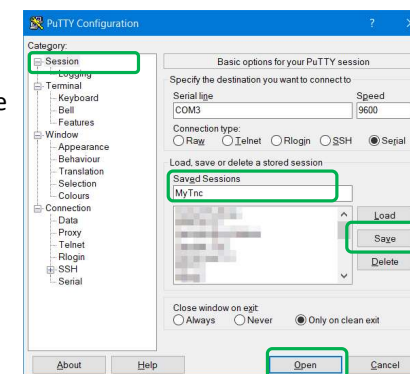 PuTTY Configuration
? ×
Category:
Session
Logging
Terminal
Keyboard
Bell
Features
Window
Appearance
Behaviour
Translation
Selection
Colours
Connection
Data
Proxy
Telnet
Rlogin
SSH
Serial
Basic options for your PuTTY session
Specify the destination you want to connect to
Serial line Speed
COM3 9600
Connection type:
Raw Telnet Rlogin SSH Serial
Load, save or delete a stored session
Saved Sessions
MyTnc
Load
Save
Delete
Close window on exit:
Always Never Only on clean exit
About Help Open Cancel